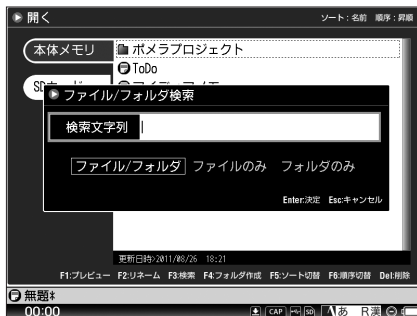 開く ソート：名前 順序：昇順
本体メモリ
ポメラプロジェクト
ToDo
ファイル/フォルダ検索
検索文字列
ファイル/フォルダ ファイルのみ フォルダのみ
Enter:決定 Esc:キャンセル
更新日時>2011/08/26 18:21
F1:プレビュー F2:リネーム F3:検索 F4:フォルダ作成 F5:ソート切替 F6:順序切替 Del:削除
無題*
00:00 CAP SD あ R漢